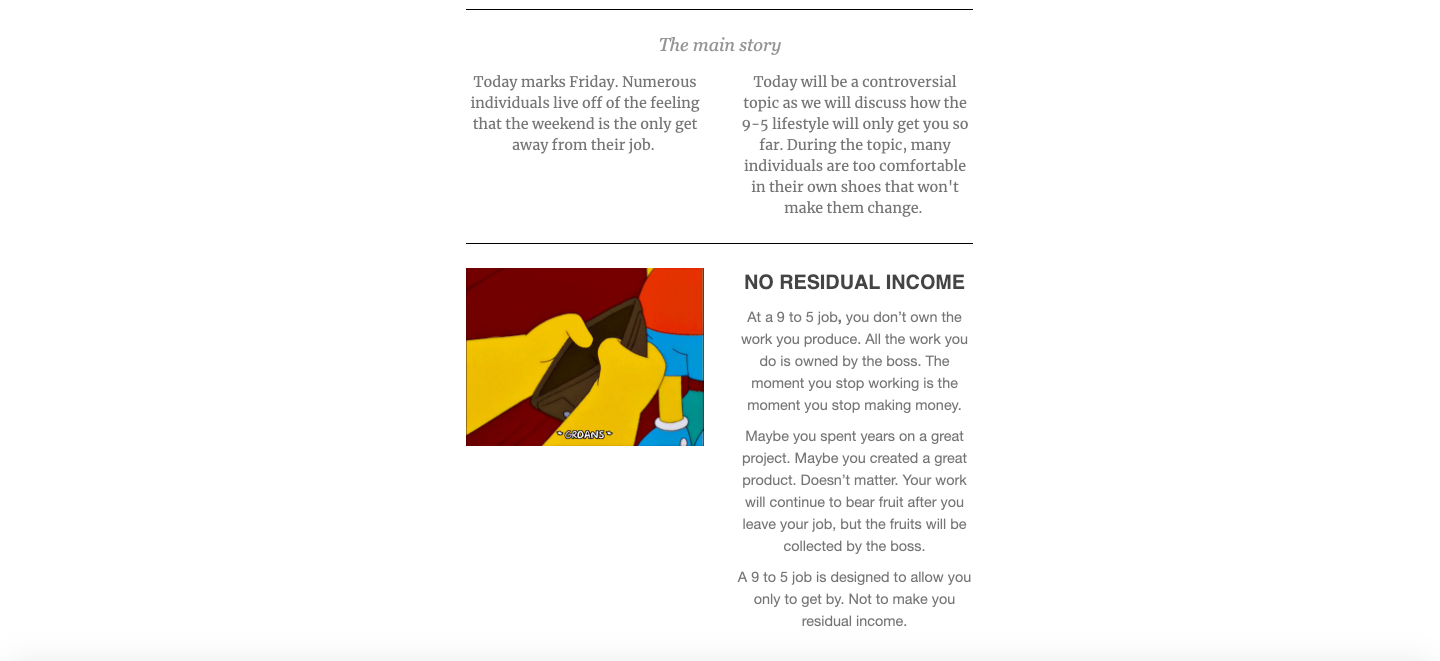 The main story
Today marks Friday. Numerous
individuals live off of the feeling
that the weekend is the only get
away from their job.
Today will be a controversial
topic as we will discuss how the
9-5 lifestyle will only get you so
far. During the topic, many
individuals are too comfortable
in their own shoes that won't
make them change.
~GROANS~
NO RESIDUAL INCOME
At a 9 to 5 job, you don’t own the
work you produce. All the work you
do is owned by the boss. The
moment you stop working is the
moment you stop making money.
Maybe you spent years on a great
project. Maybe you created a great
product. Doesn’t matter. Your work
will continue to bear fruit after you
leave your job, but the fruits will be
collected by the boss.
A 9 to 5 job is designed to allow you
only to get by. Not to make you
residual income.